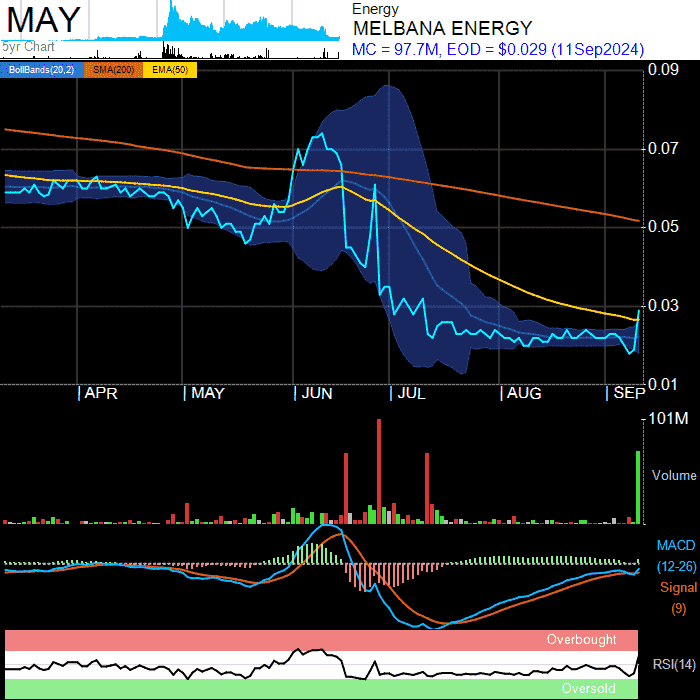 MAY
5yr Chart
Energy
MELBANA ENERGY
MC = 97.7M, EOD = $0.029 (11Sep2024)
BollBands(20,2) SMA(200) EMA(50)
0.09
0.07
0.05
0.03
0.01
APR MAY JUN JUL AUG SEP
101M
Volume
MACD
(12-26)
Signal
(9)
Overbought
RSI(14)
Oversold